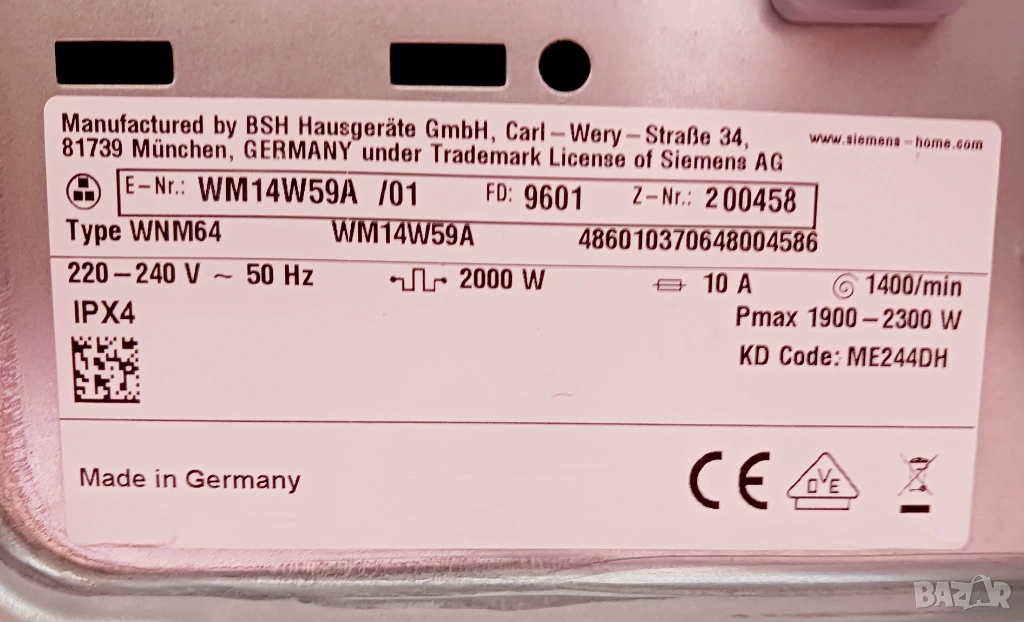 Manufactured by BSH Hausgeräte GmbH, Carl–Wery–Straße 34,
81739 München, GERMANY under Trademark License of Siemens AG
www.siemens-home.com
E-Nr.: WM14W59A /01 FD: 9601 Z-Nr.: 200458
Type WNM64 WM14W59A 486010370648004586
220–240 V ~ 50 Hz 2000 W 10 A 1400/min
IPX4 Pmax 1900–2300 W
KD Code: ME244DH
Made in Germany CE DVE
BAZAR